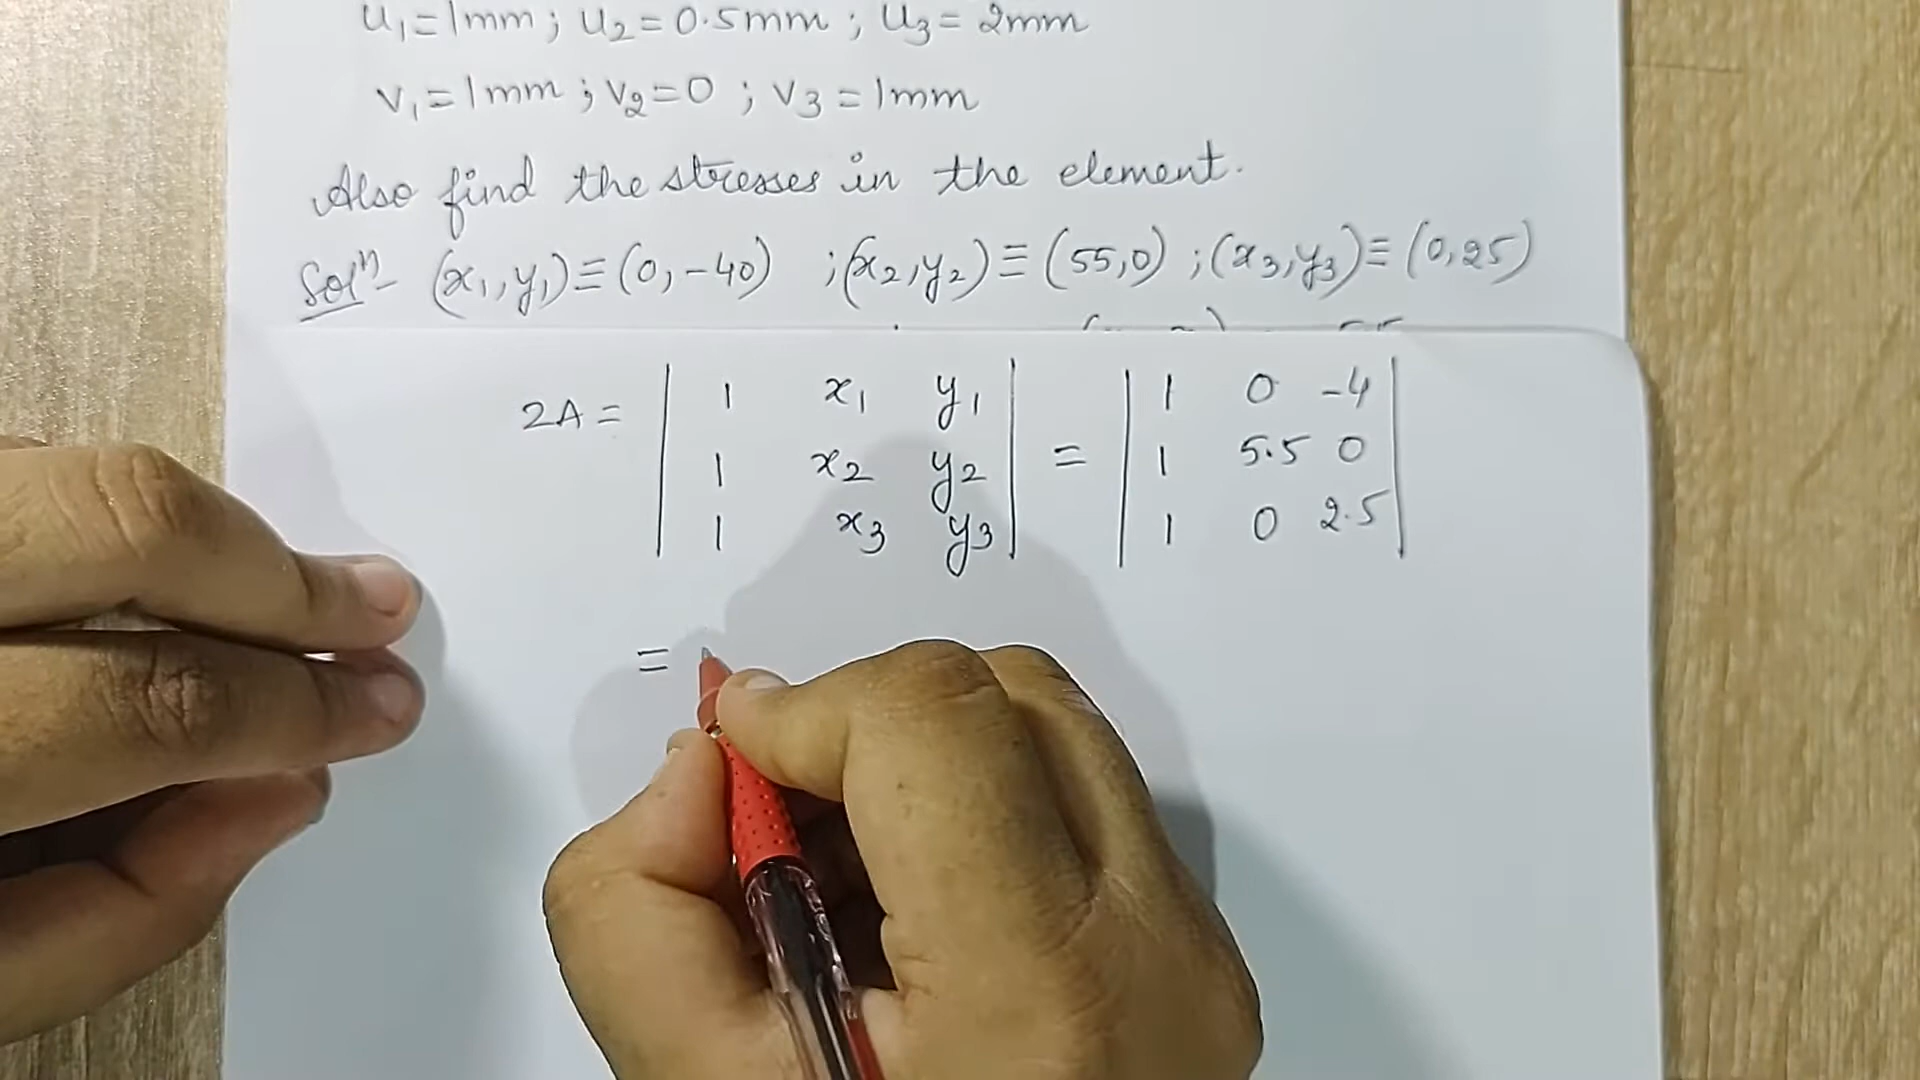 u₁=1mm ; u₂=0.5mm ; u₃=2mm
v₁=1mm ; v₂=0 ; v₃=1mm
Also find the stresses in the element.
Solⁿ (x₁,y₁)≡(0,-40) ;(x₂,y₂)≡(55,0) ;(x₃,y₃)≡(0,25)
2A = | 1 x₁ y₁ | = | 1 0 -4 |
| 1 x₂ y₂ | | 1 5.5 0 |
| 1 x₃ y₃ | | 1 0 2.5 |
=